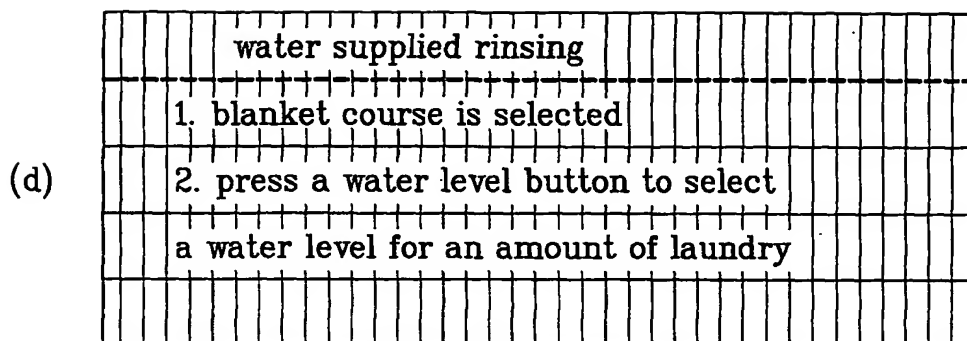 water supplied rinsing
1. blanket course is selected
(d)
2. press a water level button to select
a water level for an amount of laundry